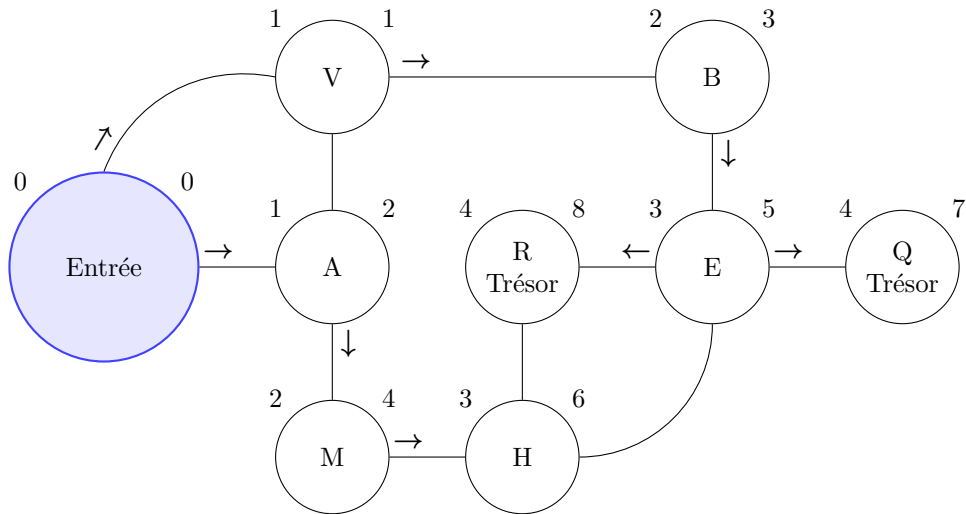 1 1
V
→
2 3
B
↗
↓
0 0
Entrée
→
1 2
A
4 8
R
Trésor
←
3 5
E
→
4 7
Q
Trésor
↓
2 4
M
→
3 6
H